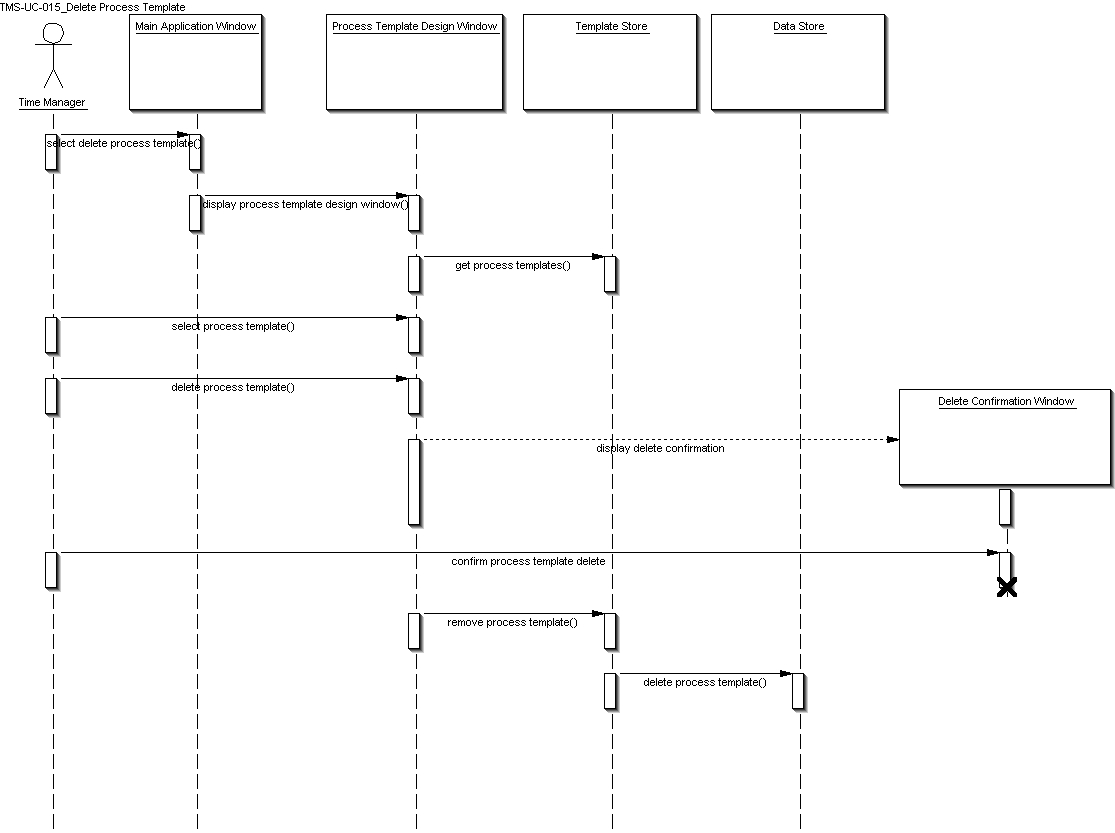 TMS-UC-015_Delete Process Template
Main Application Window
Process Template Design Window
Template Store
Data Store
Time Manager
select delete process template()
display process template design window()
get process templates()
select process template()
delete process template()
Delete Confirmation Window
display delete confirmation
confirm process template delete
remove process template()
delete process template()